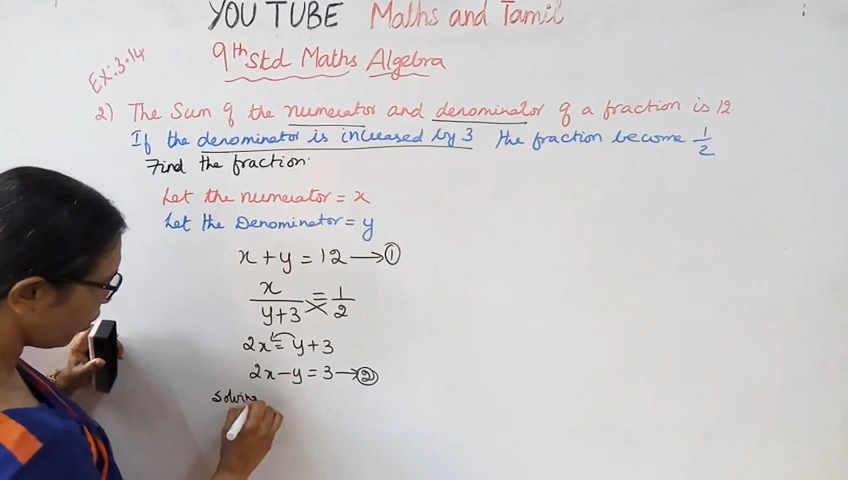 YOU TUBE Maths and Tamil
9th std Maths Algebra
Ex: 3.14
2) The Sum of the numerator and denominator of a fraction is 12
If the denominator is increased by 3 the fraction become 1/2
Find the fraction.
Let the numerator = x
Let the Denominator = y
x + y = 12 → ①
x/(y+3) = 1/2
2x = y+3
2x - y = 3 → ②
Solving